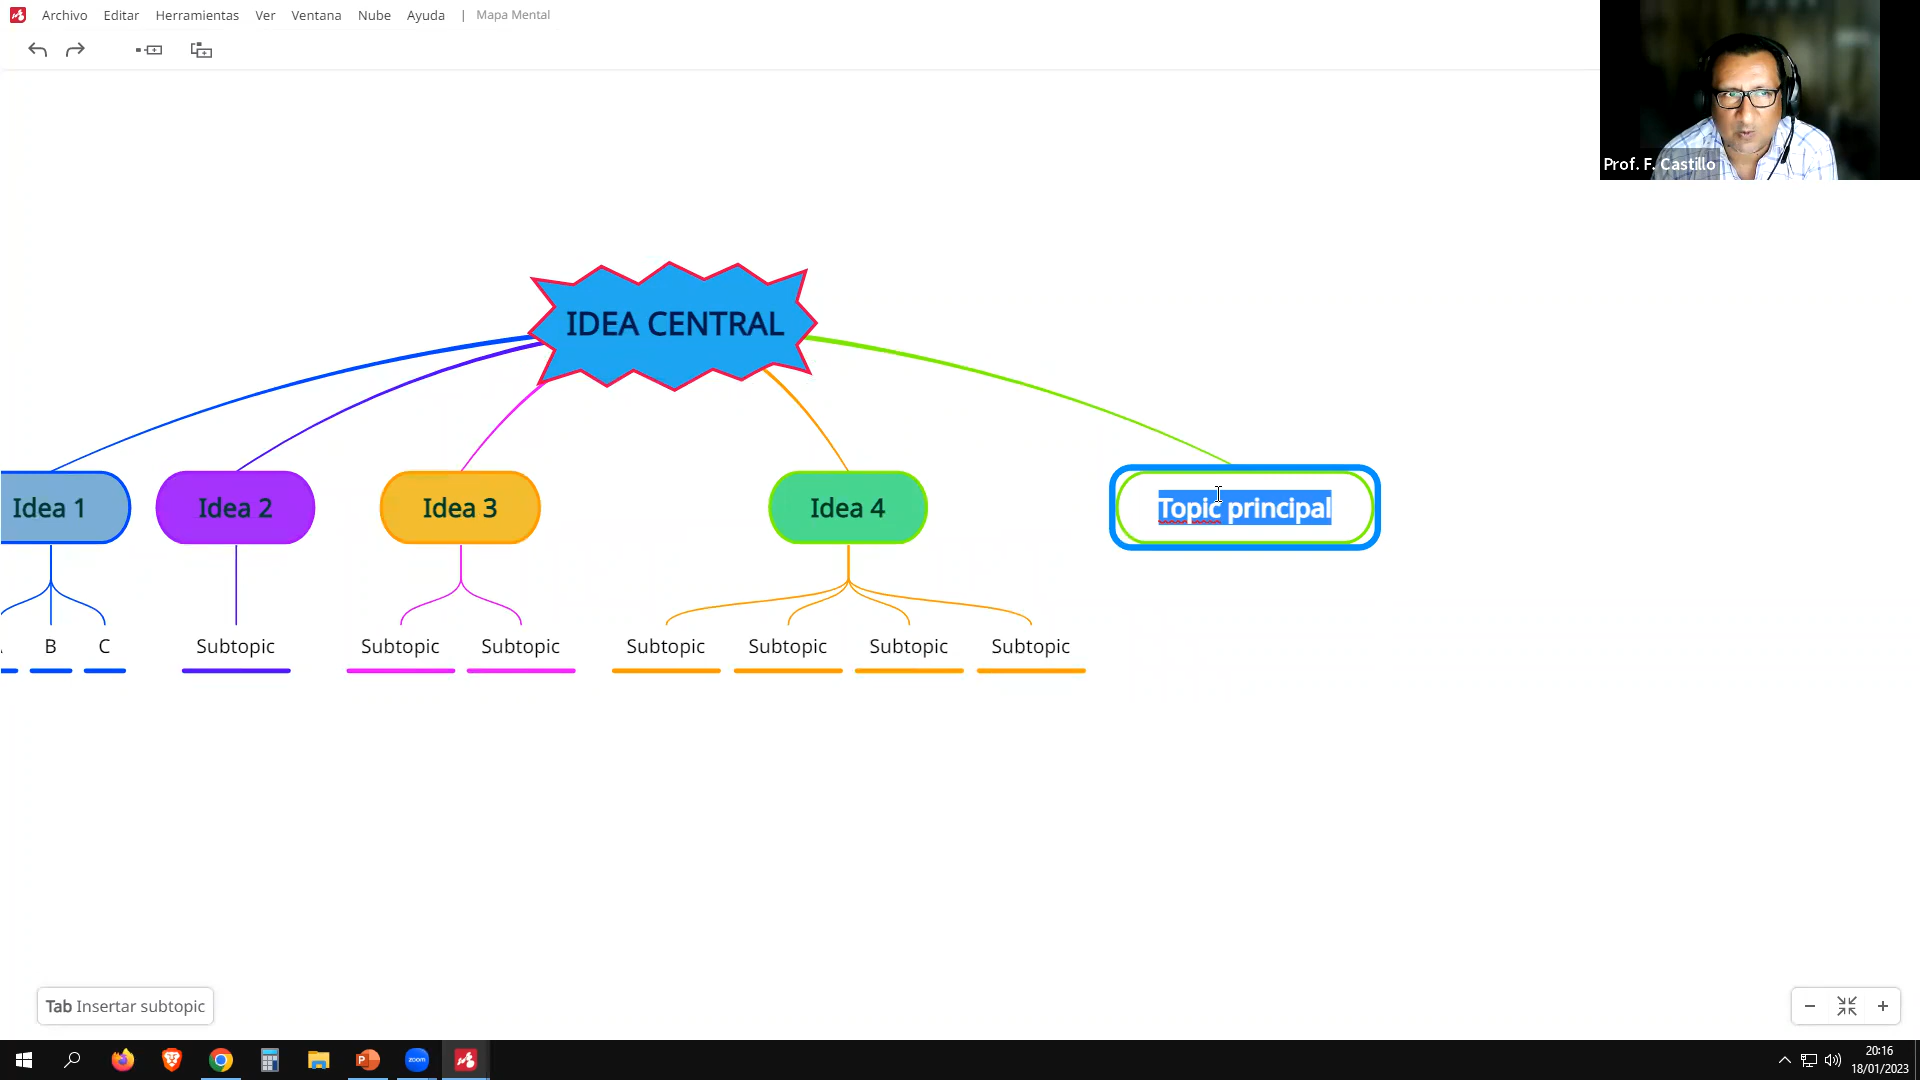 Archivo Editar Herramientas Ver Ventana Nube Ayuda | Mapa Mental
Prof. F. Castillo
IDEA CENTRAL
Idea 1 Idea 2 Idea 3 Idea 4 Topic principal
B C Subtopic Subtopic Subtopic Subtopic Subtopic Subtopic Subtopic
Tab Insertar subtopic
zoom
20:16
18/01/2023